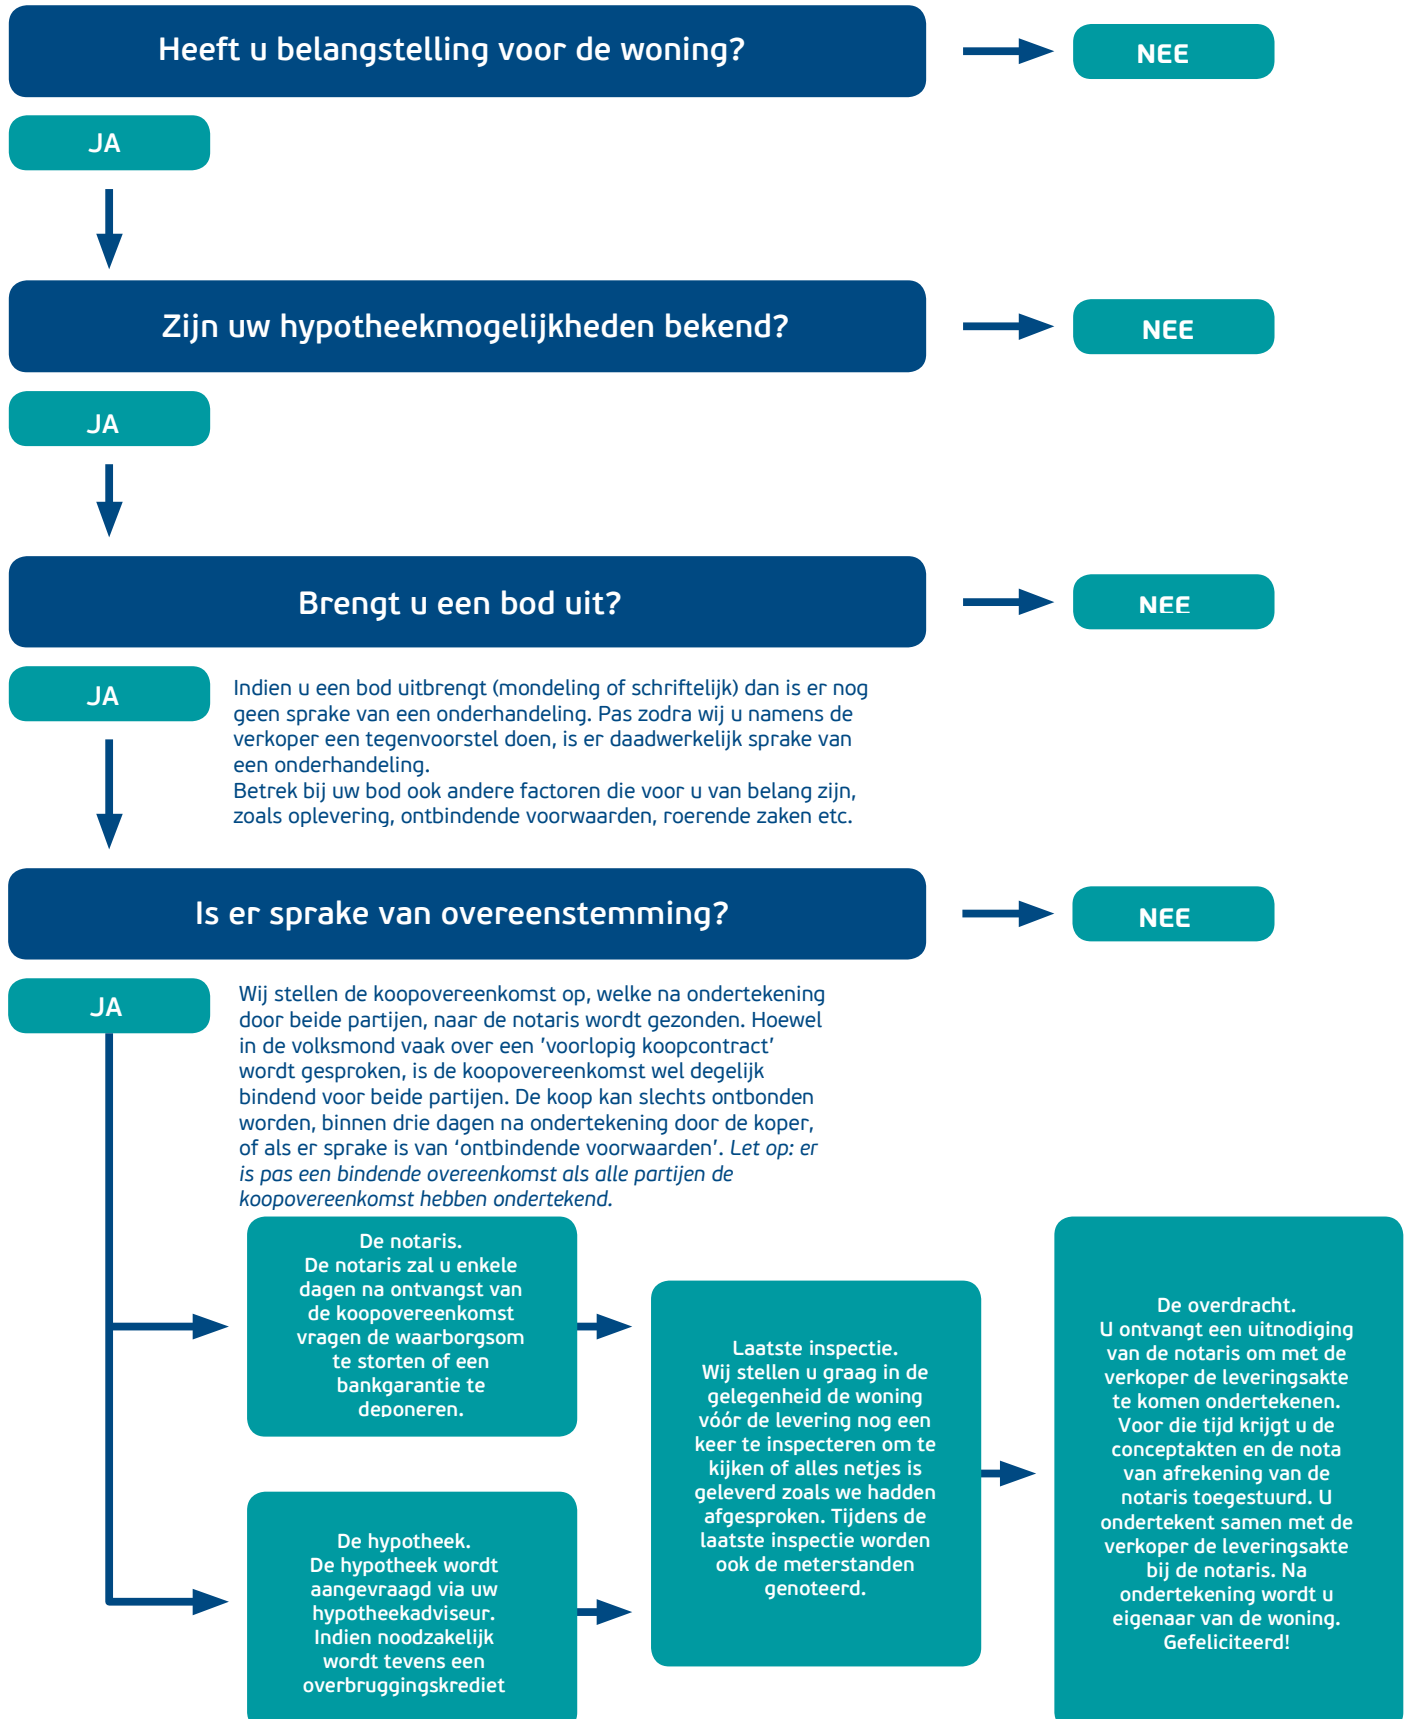 Heeft u belangstelling voor de woning?
NEE
JA
Zijn uw hypotheekmogelijkheden bekend?
NEE
JA
Brengt u een bod uit?
NEE
JA
Indien u een bod uitbrengt (mondeling of schriftelijk) dan is er nog
geen sprake van een onderhandeling. Pas zodra wij u namens de
verkoper een tegenvoorstel doen, is er daadwerkelijk sprake van
een onderhandeling.
Betrek bij uw bod ook andere factoren die voor u van belang zijn,
zoals oplevering, ontbindende voorwaarden, roerende zaken etc.
Is er sprake van overeenstemming?
NEE
JA
Wij stellen de koopovereenkomst op, welke na ondertekening
door beide partijen, naar de notaris wordt gezonden. Hoewel
in de volksmond vaak over een 'voorlopig koopcontract'
wordt gesproken, is de koopovereenkomst wel degelijk
bindend voor beide partijen. De koop kan slechts ontbonden
worden, binnen drie dagen na ondertekening door de koper,
of als er sprake is van ‘ontbindende voorwaarden’. Let op: er
is pas een bindende overeenkomst als alle partijen de
koopovereenkomst hebben ondertekend.
De notaris.
De notaris zal u enkele
dagen na ontvangst van
de koopovereenkomst
vragen de waarborgsom
te storten of een
bankgarantie te
deponeren.
De hypotheek.
De hypotheek wordt
aangevraagd via uw
hypotheekadviseur.
Indien noodzakelijk
wordt tevens een
overbruggingskrediet
Laatste inspectie.
Wij stellen u graag in de
gelegenheid de woning
vóór de levering nog een
keer te inspecteren om te
kijken of alles netjes is
geleverd zoals we hadden
afgesproken. Tijdens de
laatste inspectie worden
ook de meterstanden
genoteerd.
De overdracht.
U ontvangt een uitnodiging
van de notaris om met de
verkoper de leveringsakte
te komen ondertekenen.
Voor die tijd krijgt u de
conceptakten en de nota
van afrekening van de
notaris toegestuurd. U
ondertekent samen met de
verkoper de leveringsakte
bij de notaris. Na
ondertekening wordt u
eigenaar van de woning.
Gefeliciteerd!